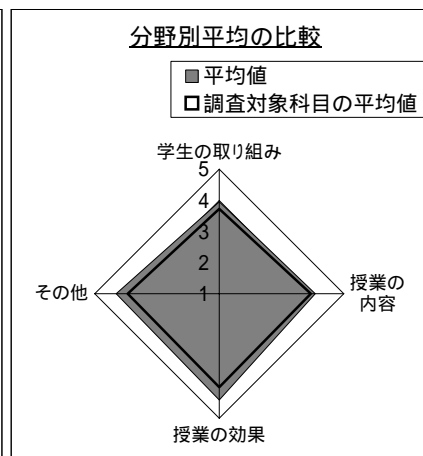 分野別平均の比較
平均値
調査対象科目の平均値
学生の取り組み
5
4
3
2
1
その他
授業の
内容
授業の効果